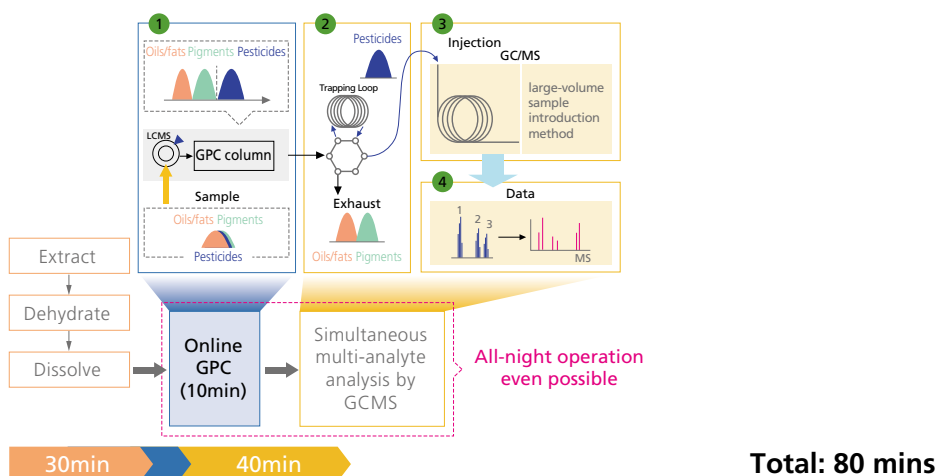 1
Oils/fats Pigments Pesticides
LCMS
GPC column
Sample
Oils/fats Pigments
Pesticides
2
Pesticides
Trapping Loop
Exhaust
Oils/fats Pigments
3
Injection
GC/MS
large-volume
sample
introduction
method
4
Data
1
2
3
MS
Extract
Dehydrate
Dissolve
Online
GPC
(10min)
Simultaneous
multi-analyte
analysis by
GCMS
All-night operation
even possible
30min
40min
Total: 80 mins